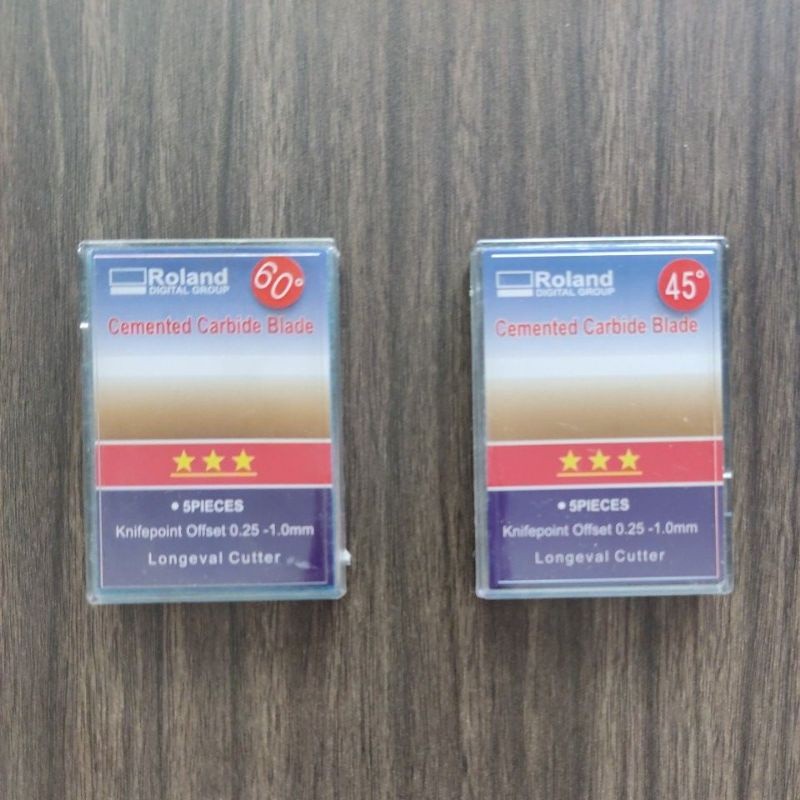 Roland 60°
DIGITAL GROUP
Cemented Carbide Blade
• 5PIECES
Knifepoint Offset 0.25 -1.0mm
Longeval Cutter
Roland 45°
DIGITAL GROUP
Cemented Carbide Blade
• 5PIECES
Knifepoint Offset 0.25 -1.0mm
Longeval Cutter